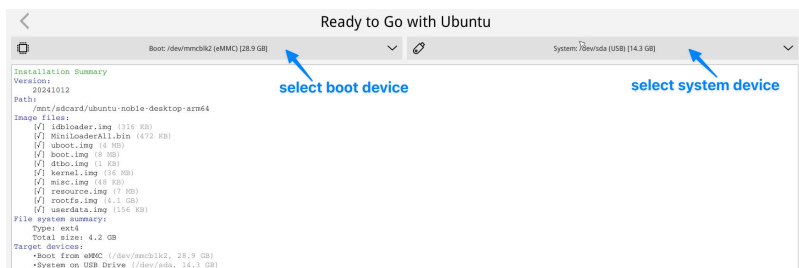 Ready to Go with Ubuntu
Boot: /dev/mmcblk2 (eMMC) [28.9 GB]
System: /dev/sda (USB) [14.3 GB]
select boot device
select system device
Installation Summary
Version:
20241012
Path:
/mnt/sdcard/ubuntu-noble-desktop-arm64
Image files:
[√] idbloader.img (316 KB)
[√] MiniLoaderAll.bin (472 KB)
[√] uboot.img (4 MB)
[√] boot.img (8 MB)
[√] dtbo.img (1 KB)
[√] kernel.img (36 MB)
[√] misc.img (48 KB)
[√] resource.img (7 MB)
[√] rootfs.img (4.1 GB)
[√] userdata.img (156 KB)
File system summary:
Type: ext4
Total size: 4.2 GB
Target devices:
•Boot from eMMC (/dev/mmcblk2, 28.9 GB)
•System on USB Drive (/dev/sda, 14.3 GB)